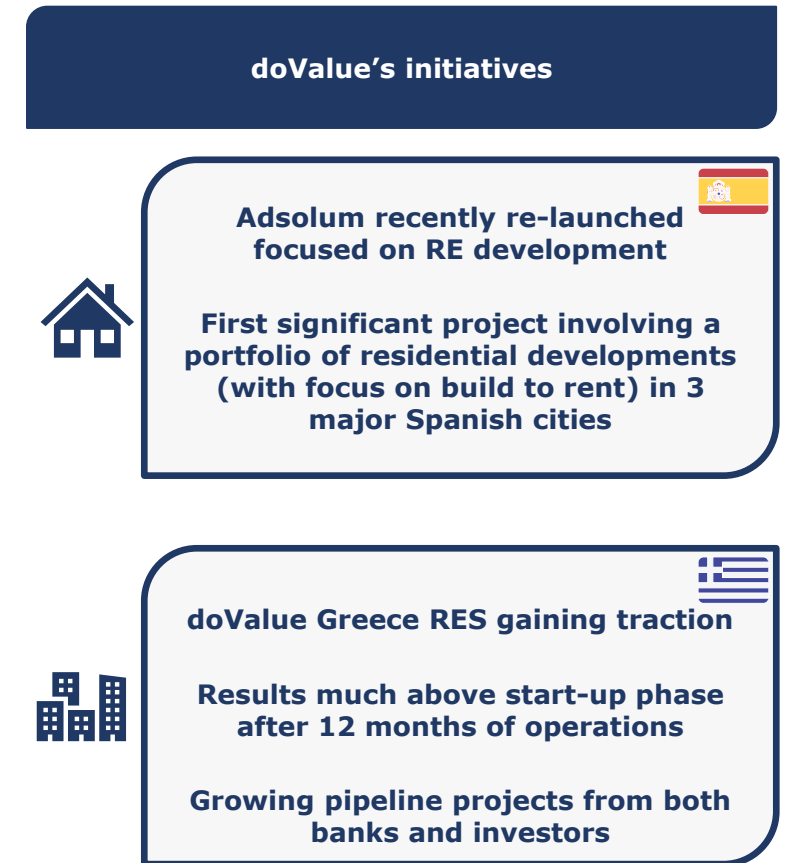 doValue’s initiatives
Adsolum recently re-launched
focused on RE development
First significant project involving a
portfolio of residential developments
(with focus on build to rent) in 3
major Spanish cities
doValue Greece RES gaining traction
Results much above start-up phase
after 12 months of operations
Growing pipeline projects from both
banks and investors